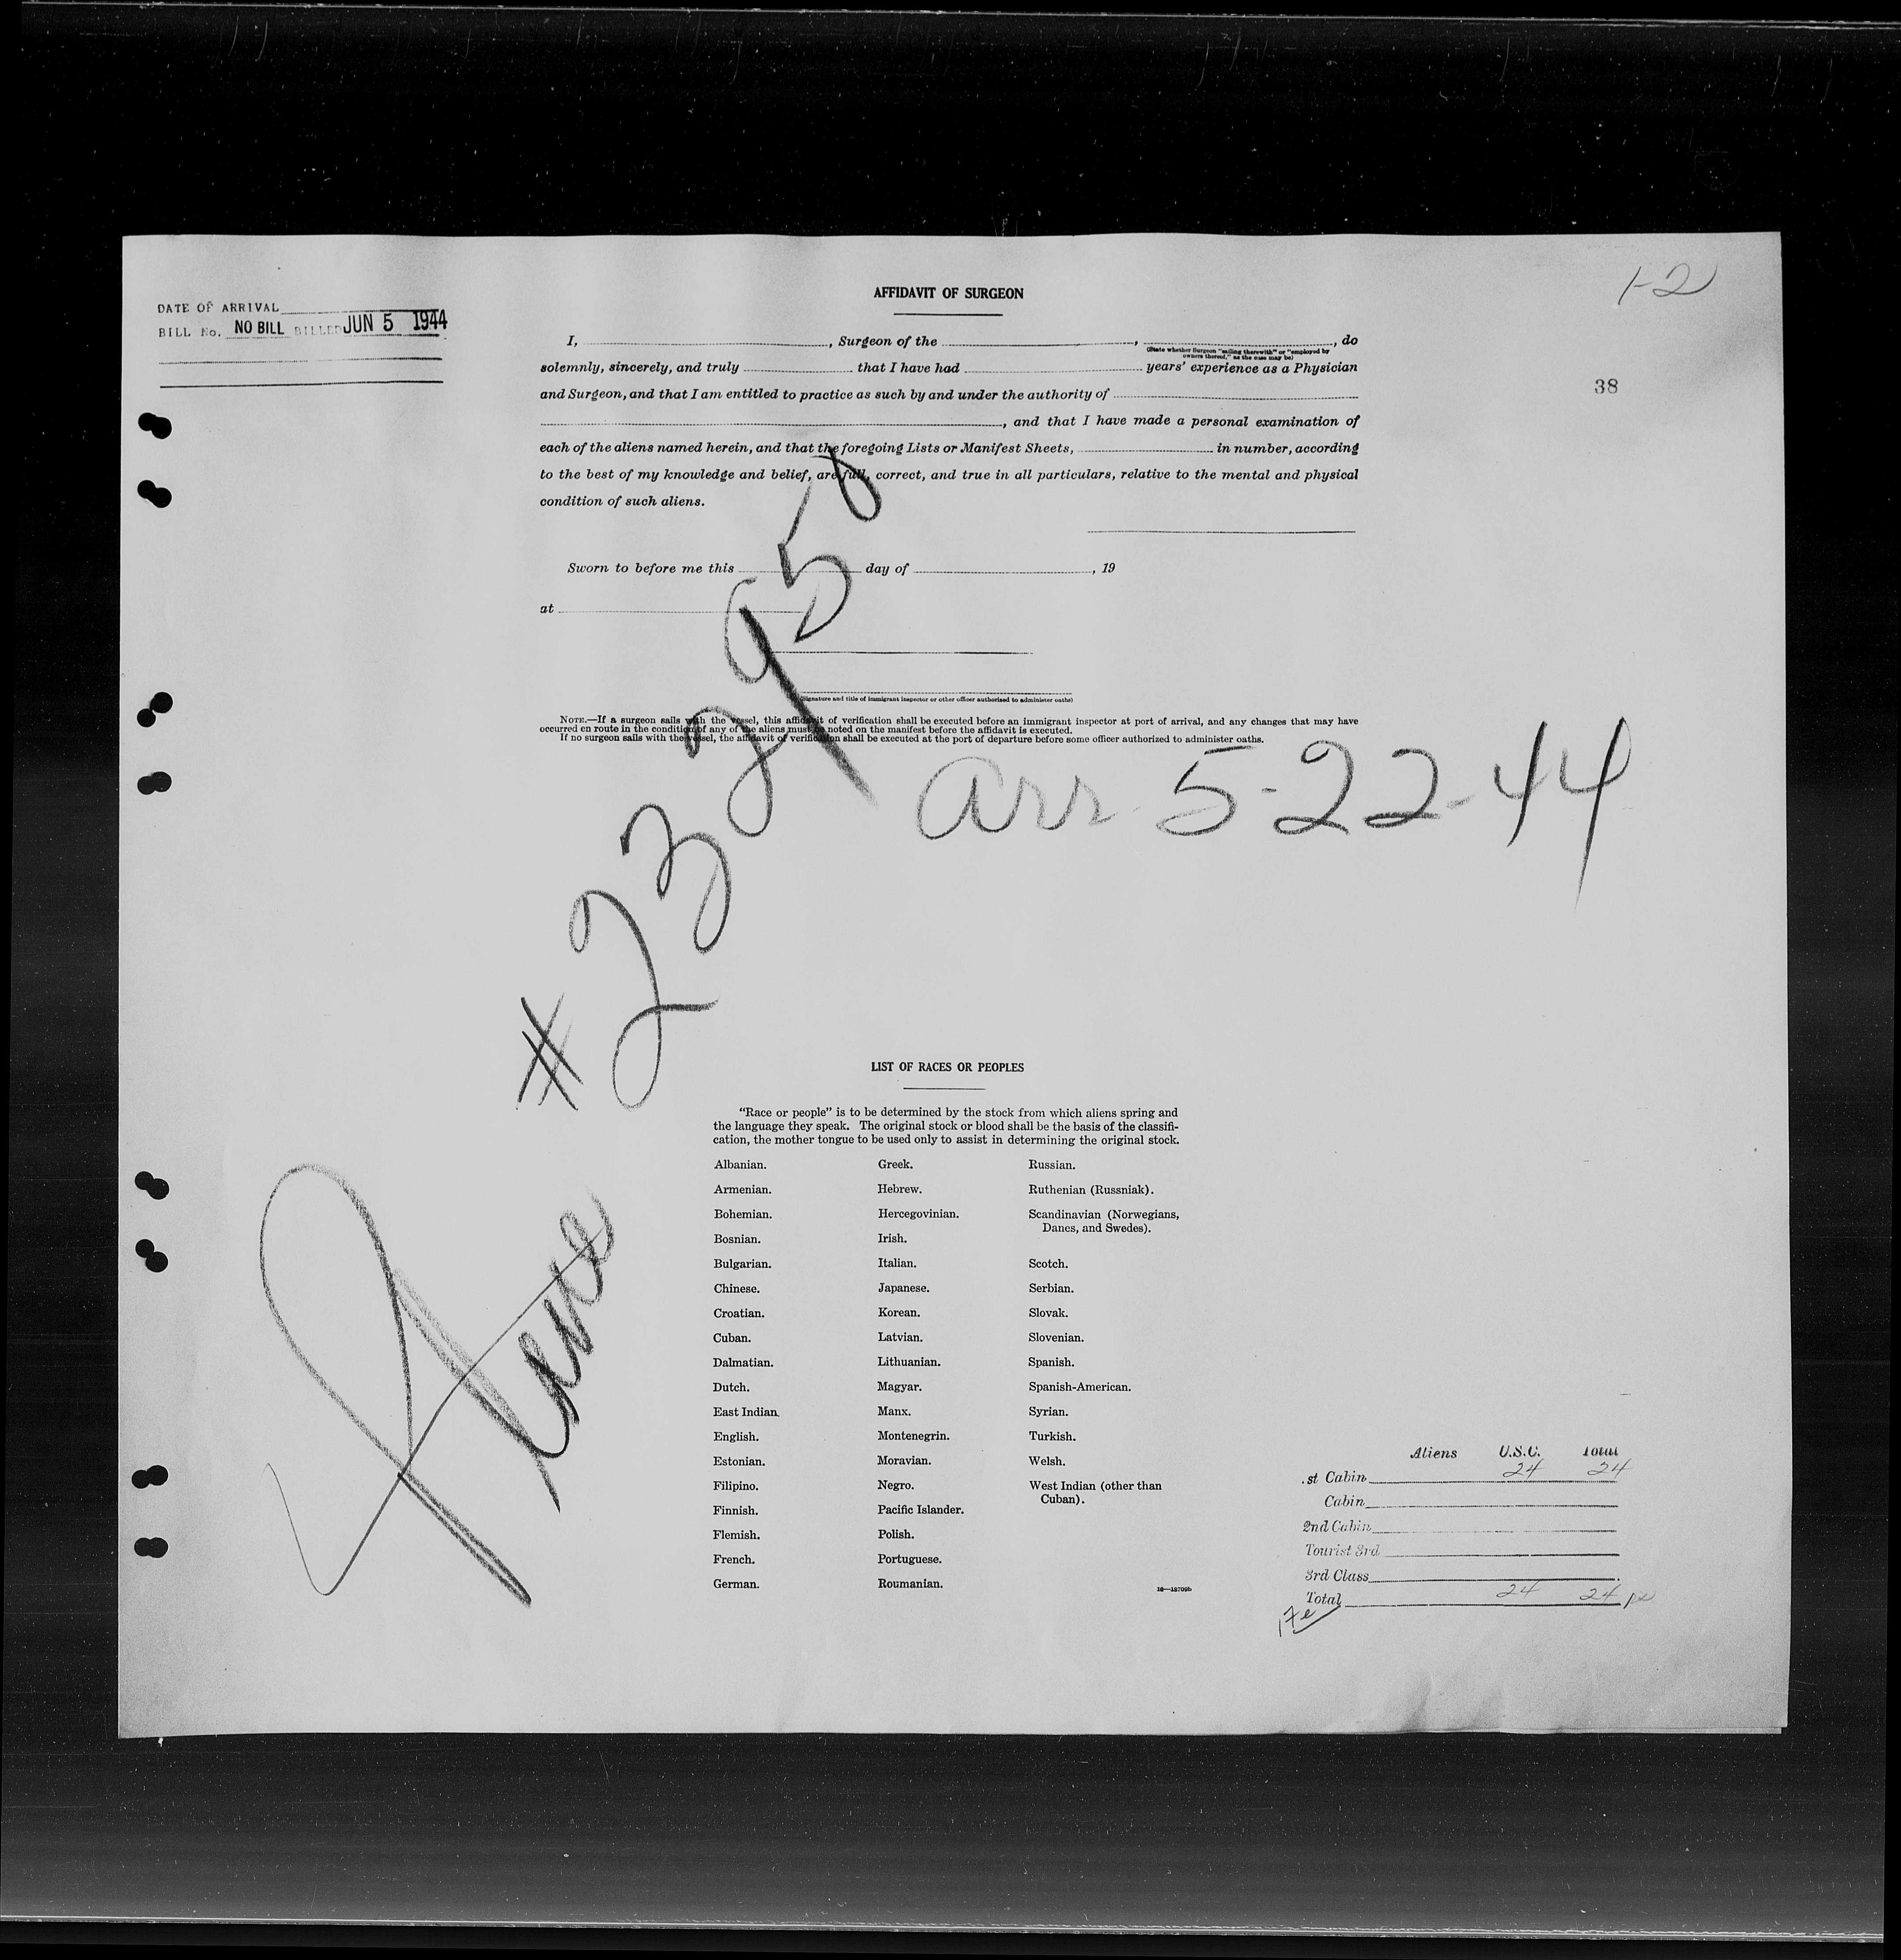 AFFIDAVIT OF SURGEON
1-2
DATE OF ARRIVAL
BILL No. NO BILL BILLED JUN 5 1944
38
I, , Surgeon of the , , do
(State whether Surgeon "sailing therewith" or "employed by
owners thereof," as the case may be)
solemnly, sincerely, and truly that I have had years' experience as a Physician
and Surgeon, and that I am entitled to practice as such by and under the authority of
, and that I have made a personal examination of
each of the aliens named herein, and that the foregoing Lists or Manifest Sheets, in number, according
to the best of my knowledge and belief, are full, correct, and true in all particulars, relative to the mental and physical
condition of such aliens.
Sworn to before me this day of , 19
at
(Signature and title of immigrant inspector or other officer authorized to administer oaths)
NOTE.—If a surgeon sails with the vessel, this affidavit of verification shall be executed before an immigrant inspector at port of arrival, and any changes that may have
occurred en route in the condition of any of the aliens must be noted on the manifest before the affidavit is executed.
If no surgeon sails with the vessel, the affidavit of verification shall be executed at the port of departure before some officer authorized to administer oaths.
arr 5-22-44
Plane
LIST OF RACES OR PEOPLES
"Race or people" is to be determined by the stock from which aliens spring and
the language they speak. The original stock or blood shall be the basis of the classifi-
cation, the mother tongue to be used only to assist in determining the original stock.
Albanian. Greek. Russian.
Armenian. Hebrew. Ruthenian (Russniak).
Bohemian. Hercegovinian. Scandinavian (Norwegians,
Danes, and Swedes).
Bosnian. Irish.
Bulgarian. Italian. Scotch.
Chinese. Japanese. Serbian.
Croatian. Korean. Slovak.
Cuban. Latvian. Slovenian.
Dalmatian. Lithuanian. Spanish.
Dutch. Magyar. Spanish-American.
East Indian. Manx. Syrian.
English. Montenegrin. Turkish.
Estonian. Moravian. Welsh.
Filipino. Negro. West Indian (other than
Cuban).
Finnish. Pacific Islander.
Flemish. Polish.
French. Portuguese.
German. Roumanian.
16—13709b
Aliens U.S.C. Total
st Cabin 24 24
Cabin
2nd Cabin
Tourist 3rd
3rd Class
Total 24 24